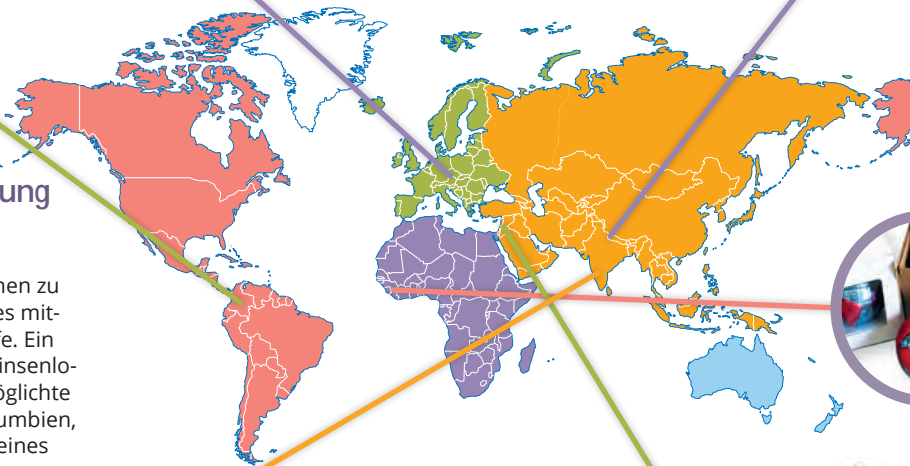 ung
nen zu
es mit-
fe. Ein
insenlo-
öglichte
umbien,
eines